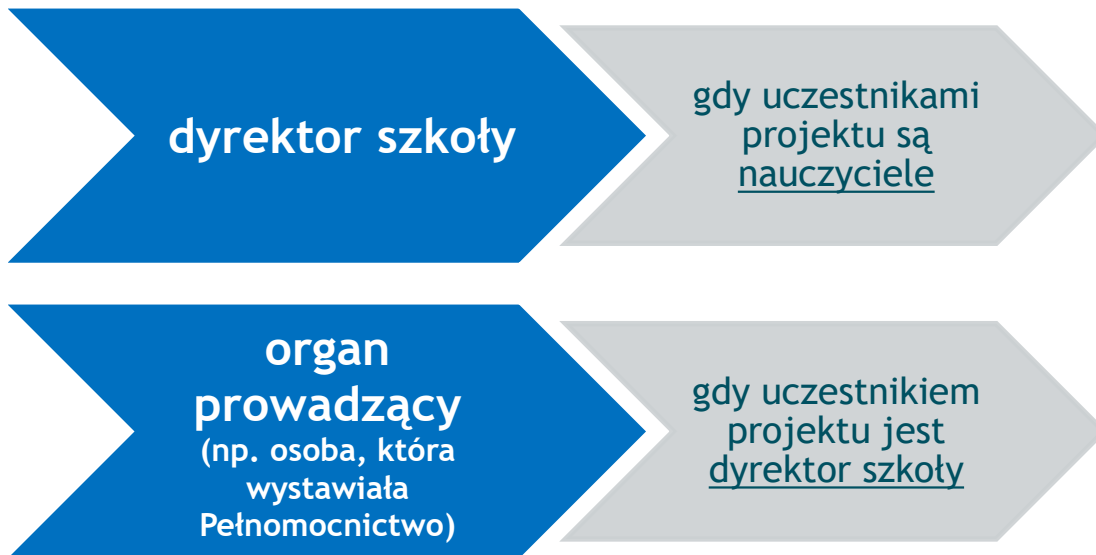 dyrektor szkoły
gdy uczestnikami
projektu są
nauczyciele
organ
prowadzący
(np. osoba, która
wystawiała
Pełnomocnictwo)
gdy uczestnikiem
projektu jest
dyrektor szkoły